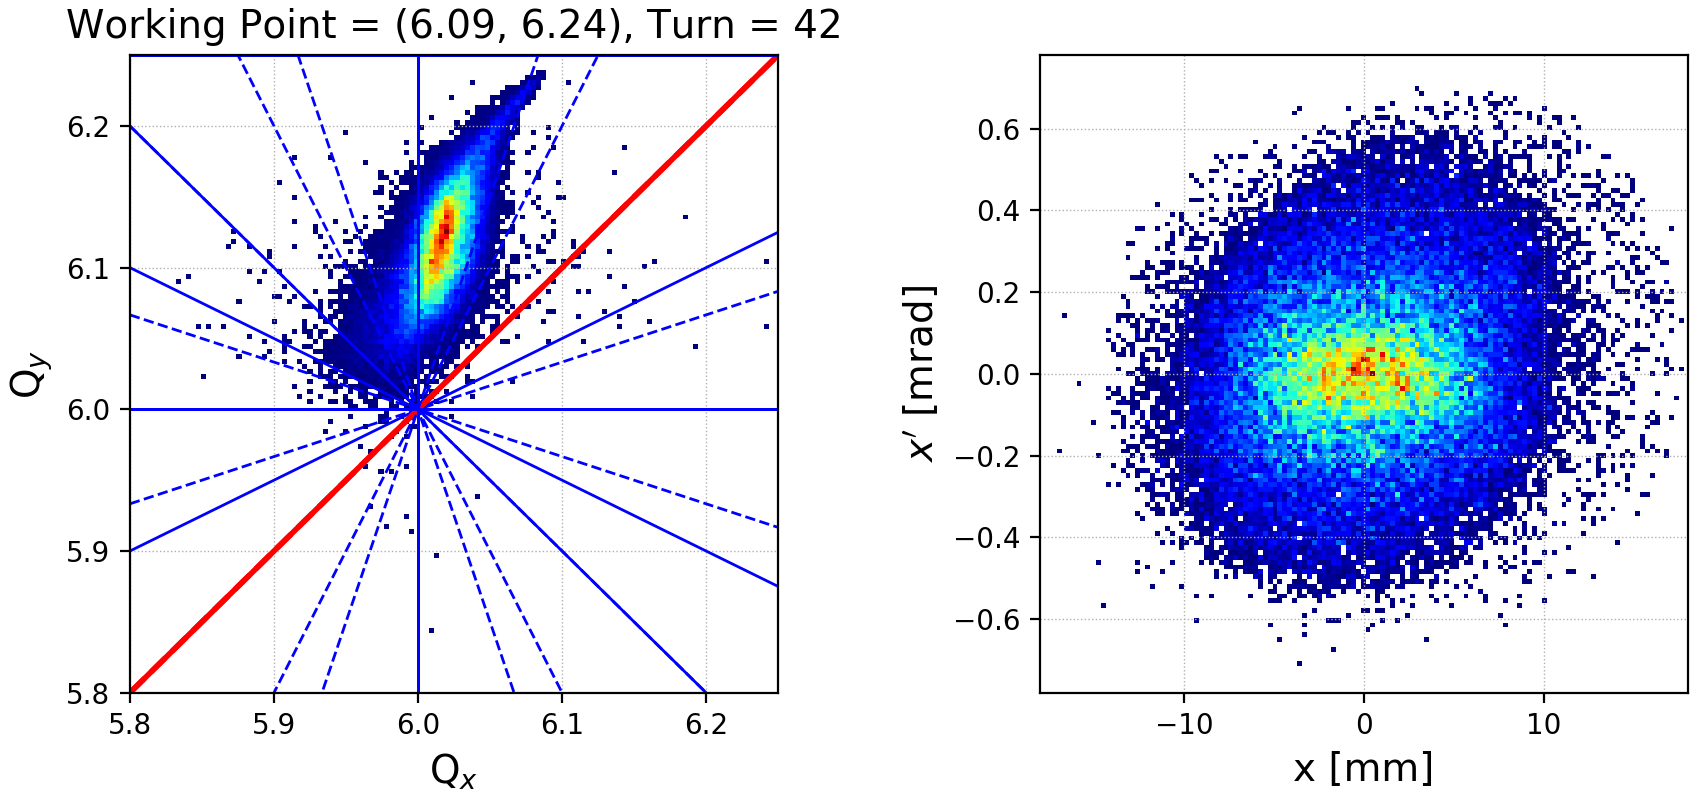 Working Point = (6.09, 6.24), Turn = 42
6.2
6.1
6.0
5.9
5.8
Q_y
5.8 5.9 6.0 6.1 6.2
Q_x
0.6
0.4
0.2
0.0
−0.2
−0.4
−0.6
x′ [mrad]
−10 0 10
x [mm]